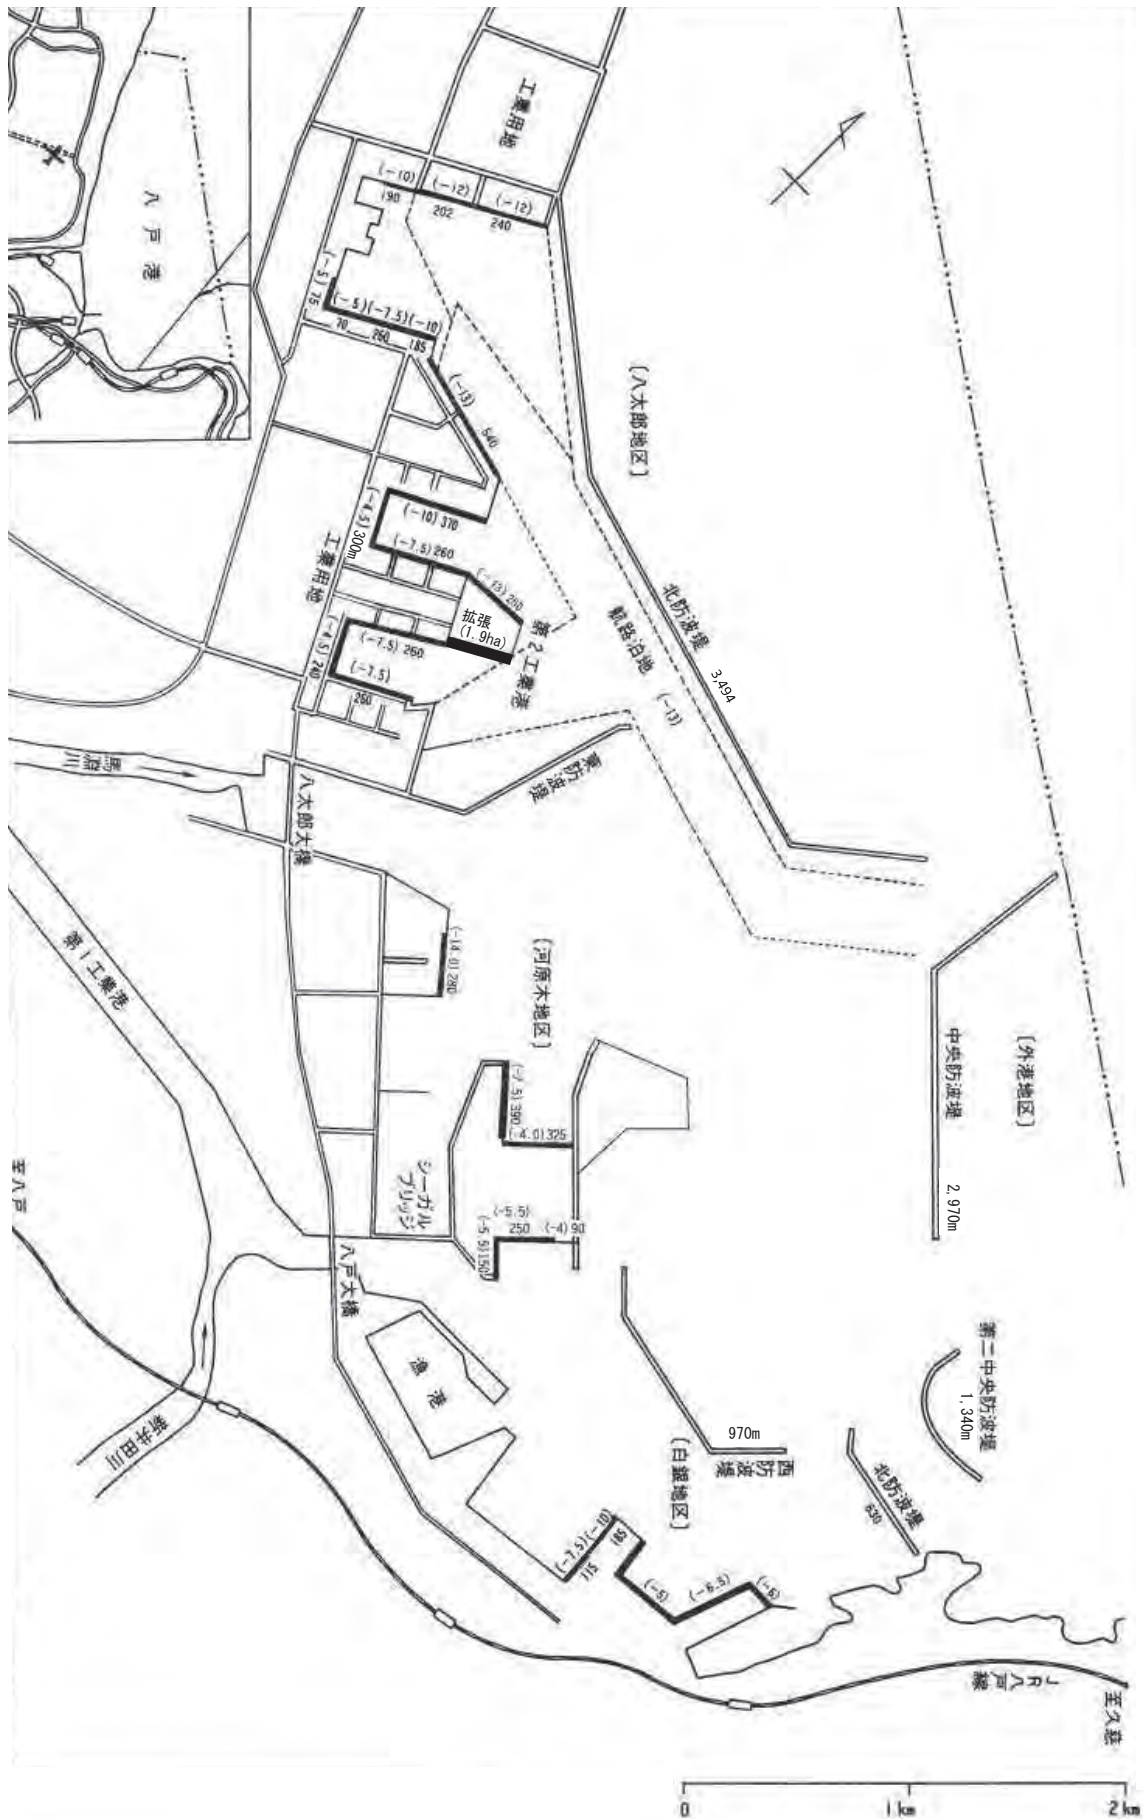 工業用地
(-10)
(-12)
(-12)
190
202
240
八戸港
(-5)
75
(-5)(-7.5)(-10)
70
260
185
(-13)
540
〔八太郎地区〕
(-10) 370
(-4.5)
300m
工業用地
(-7.5) 260
(-13) 260
拡張
(1.9ha)
第2工業港
(-4.5)
240
(-7.5) 260
(-7.5)
260
北防波堤
3,494
航路泊地
(-13)
東防波堤
馬淵川
八太郎大橋
(-14.0) 280
〔河原木地区〕
第1工業港
〔外港地区〕
中央防波堤
2,970m
(-7.5) 390
(-4.0) 325
シーガル
ブリッジ
(-5.5)
250
(-4) 90
(-5.5) 150
至八戸
八戸大橋
漁港
第二中央防波堤
1,340m
新井田川
970m
西防波堤
〔白銀地区〕
北防波堤
630
(-7.5)(-10)
115
185
(-5)
(-6.5)
(-6)
JR八戸線
至久慈
0
1km
2km